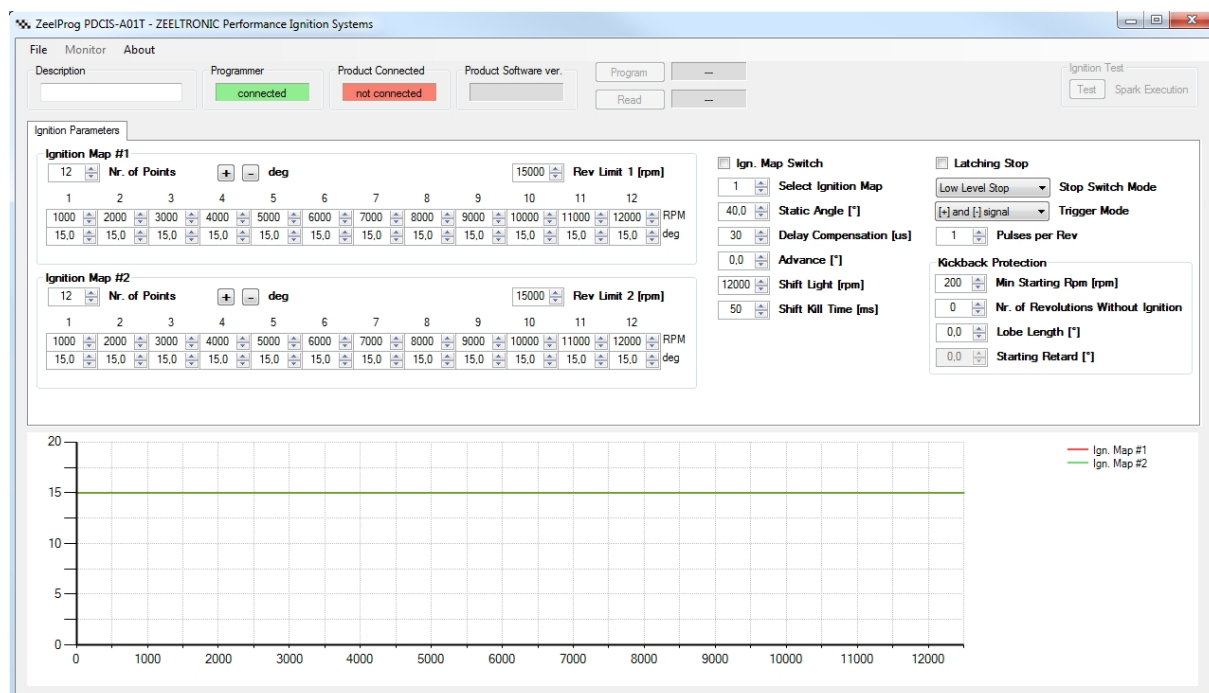 ZeelProg PDCIS-A01T - ZEELTRONIC Performance Ignition Systems
File Monitor About
Description Programmer Product Connected Product Software ver. Program --- Ignition Test
connected not connected Read --- Test Spark Execution
Ignition Parameters
Ignition Map #1
12 Nr. of Points + - deg 15000 Rev Limit 1 [rpm]
1 2 3 4 5 6 7 8 9 10 11 12
1000 2000 3000 4000 5000 6000 7000 8000 9000 10000 11000 12000 RPM
15,0 15,0 15,0 15,0 15,0 15,0 15,0 15,0 15,0 15,0 15,0 15,0 deg
Ignition Map #2
12 Nr. of Points + - deg 15000 Rev Limit 2 [rpm]
1 2 3 4 5 6 7 8 9 10 11 12
1000 2000 3000 4000 5000 6000 7000 8000 9000 10000 11000 12000 RPM
15,0 15,0 15,0 15,0 15,0 15,0 15,0 15,0 15,0 15,0 15,0 15,0 deg
Ign. Map Switch
1 Select Ignition Map
40,0 Static Angle [°]
30 Delay Compensation [us]
0,0 Advance [°]
12000 Shift Light [rpm]
50 Shift Kill Time [ms]
Latching Stop
Low Level Stop Stop Switch Mode
[+] and [-] signal Trigger Mode
1 Pulses per Rev
Kickback Protection
200 Min Starting Rpm [rpm]
0 Nr. of Revolutions Without Ignition
0,0 Lobe Length [°]
0,0 Starting Retard [°]
20
15
10
5
0
0 1000 2000 3000 4000 5000 6000 7000 8000 9000 10000 11000 12000
Ign. Map #1
Ign. Map #2